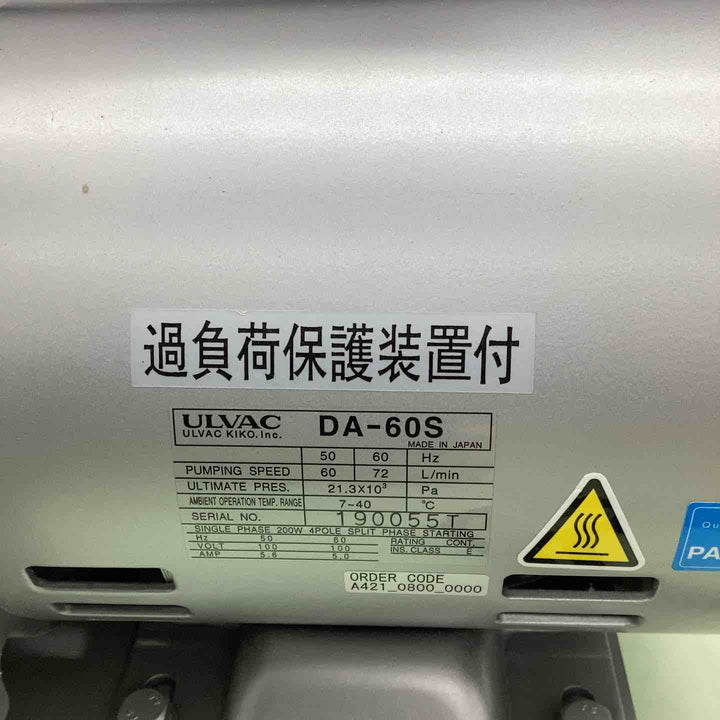 過負荷保護装置付
ULVAC DA-60S
ULVAC KIKO.Inc. MADE IN JAPAN
50 60 Hz
PUMPING SPEED 60 72 L/min
ULTIMATE PRES. 21.3X10³ Pa
AMBIENT OPERATION TEMP. RANGE 7~40 ℃
SERIAL NO. 190055T
SINGLE PHASE 200W 4POLE SPLIT PHASE STARTING
Hz 50 60 RATING CONT.
VOLT 100 100 INS. CLASS E
AMP 5.6 5.0
ORDER CODE
A421_0800_0000
Qu
PA